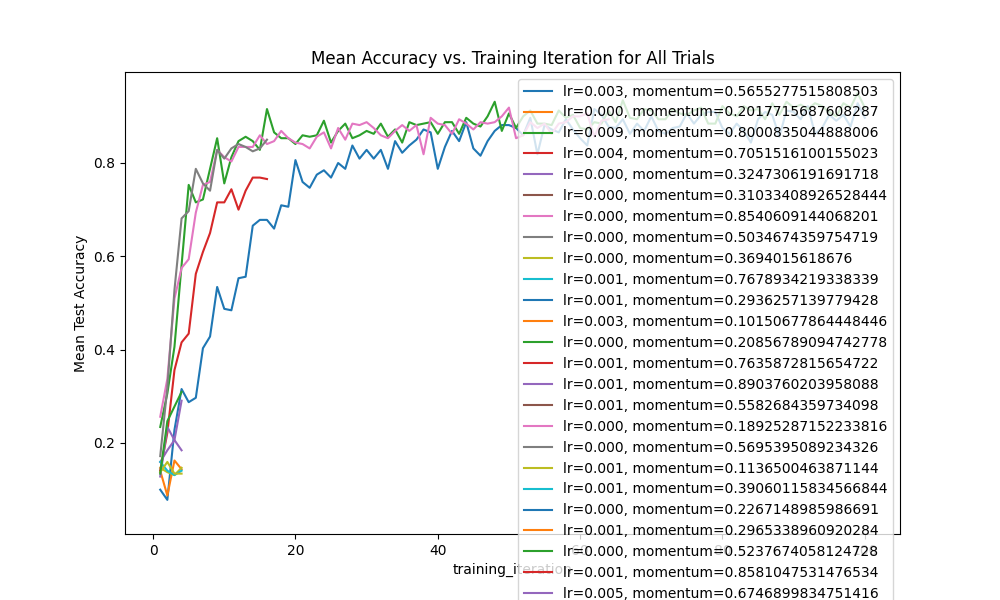 Mean Accuracy vs. Training Iteration for All Trials
Mean Test Accuracy
0.8
0.6
0.4
0.2
0
20
40
60
80
100
training_iteration
lr=0.003, momentum=0.5655277515808503
lr=0.000, momentum=0.2017715687608287
lr=0.009, momentum=0.8000835044888006
lr=0.004, momentum=0.7051516100155023
lr=0.000, momentum=0.3247306191691718
lr=0.000, momentum=0.31033408926528444
lr=0.000, momentum=0.8540609144068201
lr=0.000, momentum=0.5034674359754719
lr=0.000, momentum=0.3694015618676
lr=0.001, momentum=0.7678934219338339
lr=0.001, momentum=0.2936257139779428
lr=0.003, momentum=0.10150677864448446
lr=0.000, momentum=0.20856789094742778
lr=0.001, momentum=0.7635872815654722
lr=0.001, momentum=0.8903760203958088
lr=0.001, momentum=0.5582684359734098
lr=0.000, momentum=0.18925287152233816
lr=0.000, momentum=0.5695395089234326
lr=0.001, momentum=0.1136500463871144
lr=0.001, momentum=0.39060115834566844
lr=0.000, momentum=0.2267148985986691
lr=0.001, momentum=0.2965338960920284
lr=0.000, momentum=0.5237674058124728
lr=0.001, momentum=0.8581047531476534
lr=0.005, momentum=0.6746899834751416